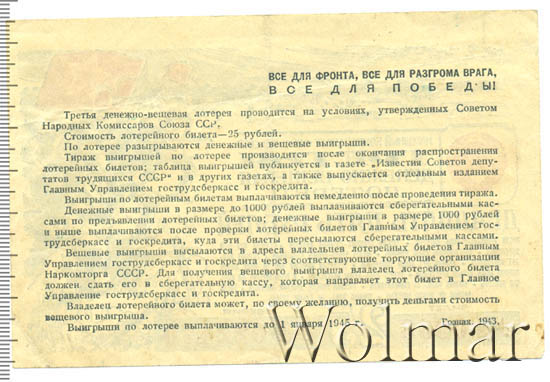 ВСЕ ДЛЯ ФРОНТА, ВСЕ ДЛЯ РАЗГРОМА ВРАГА,
ВСЕ ДЛЯ ПОБЕДЫ!
Третья денежно-вещевая лотерея проводится на условиях, утвержденных Советом
Народных Комиссаров Союза ССР.
Стоимость лотерейного билета—25 рублей.
По лотерее разыгрываются денежные и вещевые выигрыши.
Тираж выигрышей по лотерее производится после окончания распространения
лотерейных билетов; таблица выигрышей публикуется в газете „Известия Советов депу-
татов трудящихся СССР" и в других газетах, а также выпускается отдельным изданием
Главным Управлением гострудсберкасс и госкредита.
Выигрыши по лотерейным билетам выплачиваются немедленно после проведения тиража.
Денежные выигрыши в размере до 1000 рублей выплачиваются сберегательными кас-
сами по предъявлении лотерейных билетов; денежные выигрыши в размере 1000 рублей
и выше выплачиваются после проверки лотерейных билетов Главным Управлением гос-
трудсберкасс и госкредита, куда эти билеты пересылаются сберегательными кассами.
Вещевые выигрыши высылаются в адреса владельцев лотерейных билетов Главным
Управлением гострудсберкасс и госкредита через соответствующие торгующие организации
Наркомторга СССР. Для получения вещевого выигрыша владелец лотерейного билета
должен сдать его в сберегательную кассу, которая направляет этот билет в Главное
Управление гострудсберкасс и госкредита.
Владелец лотерейного билета может, по своему желанию, получить деньгами стоимость
вещевого выигрыша.
Выигрыши по лотерее выплачиваются до 1 января 1945 г. Гознак. 1943.
Wolmar